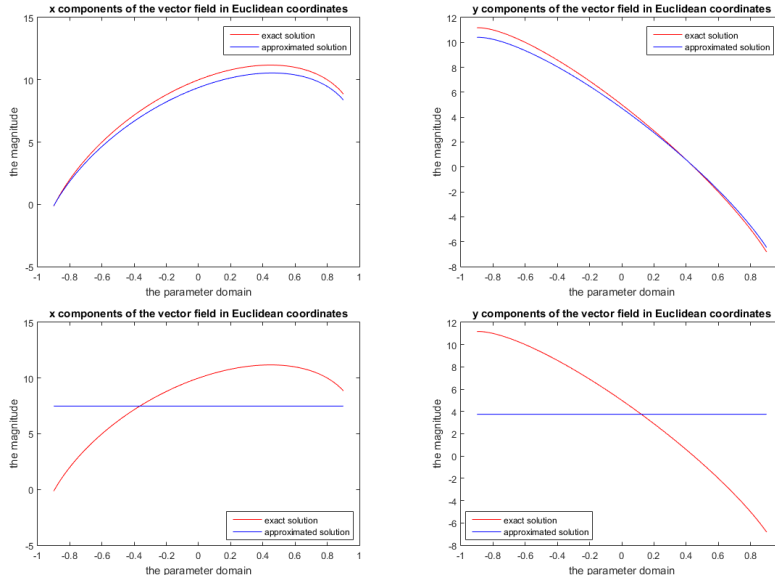 x components of the vector field in Euclidean coordinates
15
10
5
0
-5
the magnitude
exact solution
approximated solution
-1 -0.8 -0.6 -0.4 -0.2 0 0.2 0.4 0.6 0.8 1
the parameter domain
y components of the vector field in Euclidean coordinates
12
10
8
6
4
2
0
-2
-4
-6
-8
the magnitude
exact solution
approximated solution
-1 -0.8 -0.6 -0.4 -0.2 0 0.2 0.4 0.6 0.8
the parameter domain
x components of the vector field in Euclidean coordinates
15
10
5
0
-5
the magnitude
exact solution
approximated solution
-1 -0.8 -0.6 -0.4 -0.2 0 0.2 0.4 0.6 0.8 1
the parameter domain
y components of the vector field in Euclidean coordinates
12
10
8
6
4
2
0
-2
-4
-6
-8
the magnitude
exact solution
approximated solution
-1 -0.8 -0.6 -0.4 -0.2 0 0.2 0.4 0.6 0.8
the parameter domain